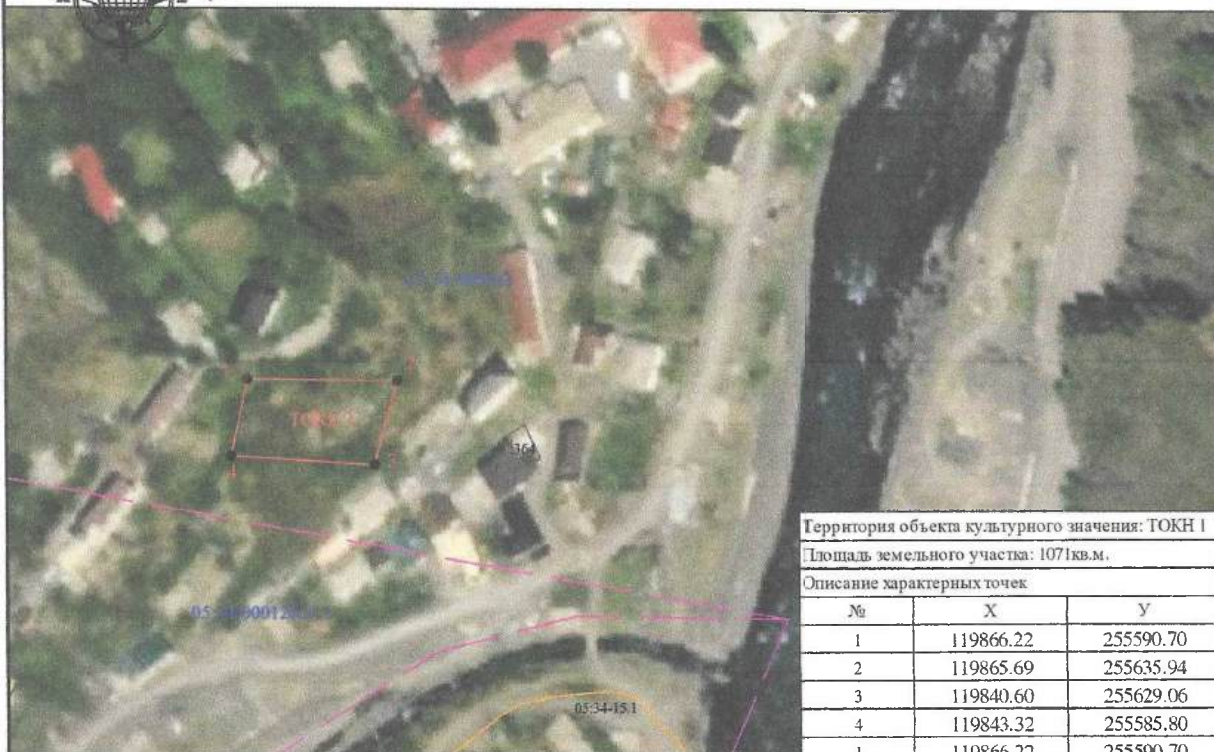 364
05:34-15.1
Территория объекта культурного значения: ТОКН 1
Площадь земельного участка: 1071кв.м.
Описание характерных точек
№ X У
1 119866.22 255590.70
2 119865.69 255635.94
3 119840.60 255629.06
4 119843.32 255585.80
1 119866.22 255590.70